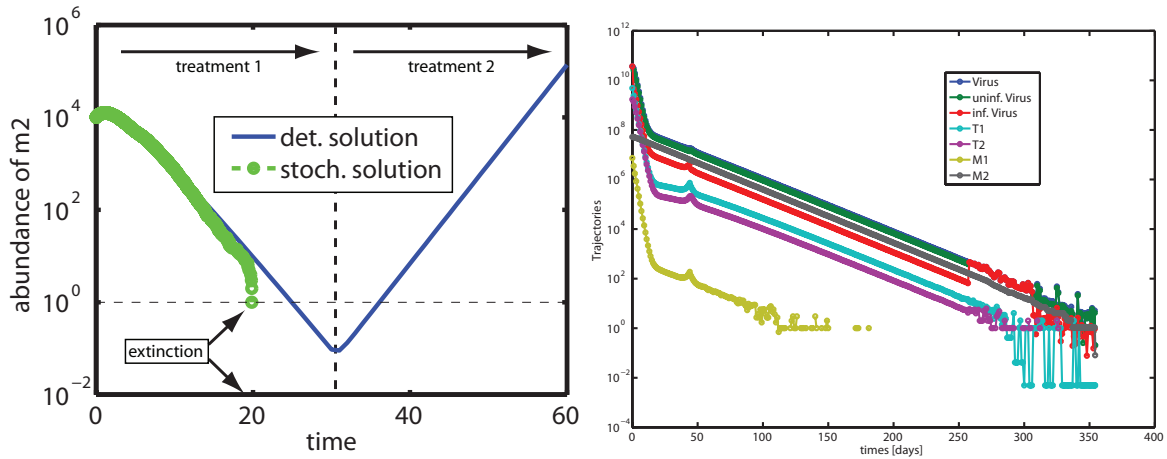 10^6
10^4
10^2
10^0
10^-2
abundance of m2
treatment 1
treatment 2
det. solution
stoch. solution
extinction
0
20
40
60
time
10^12
10^10
10^8
10^6
10^4
10^2
10^0
10^-2
10^-4
Trajectories
Virus
uninf. Virus
inf. Virus
T1
T2
M1
M2
0
50
100
150
200
250
300
350
400
times [days]